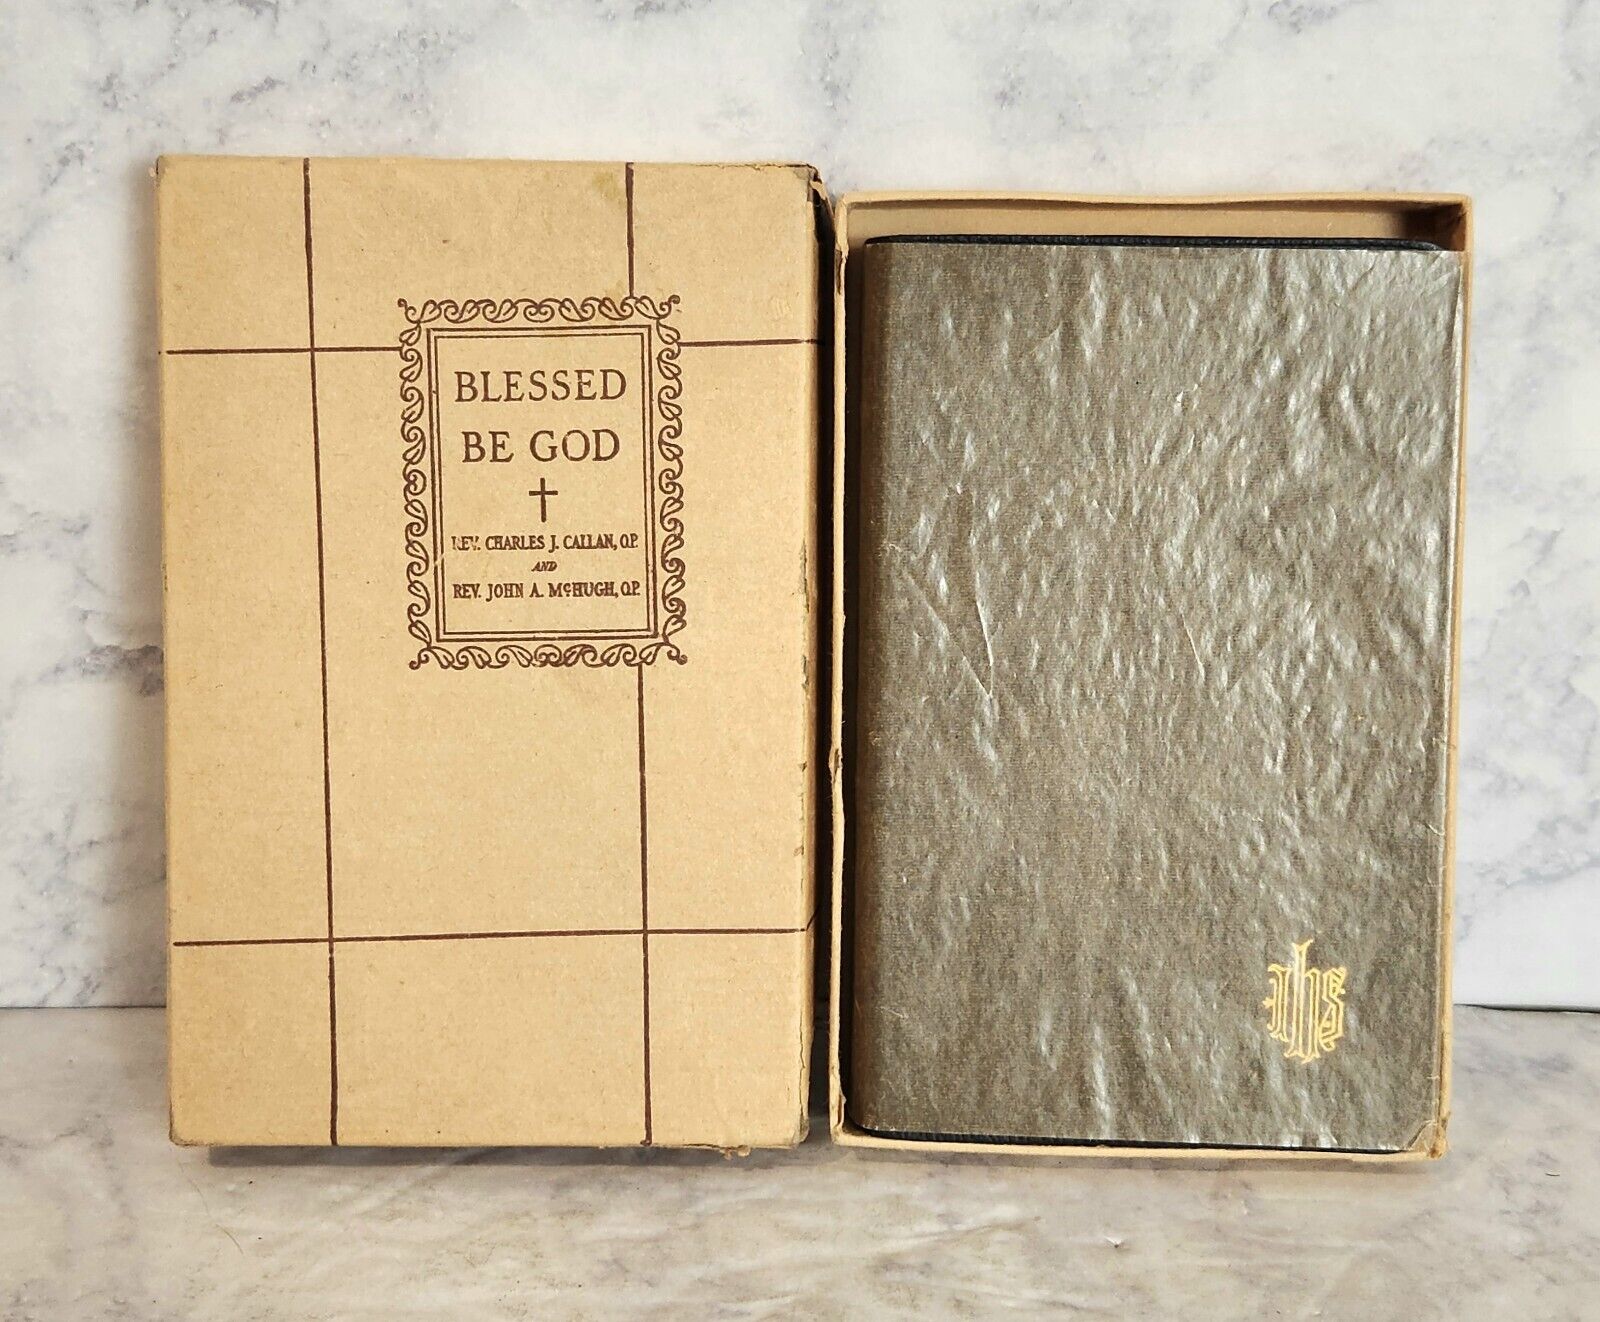 BLESSED
BE GOD
REV. CHARLES J. CALLAN, O.P.
AND
REV. JOHN A. McHUGH, O.P.
IHS